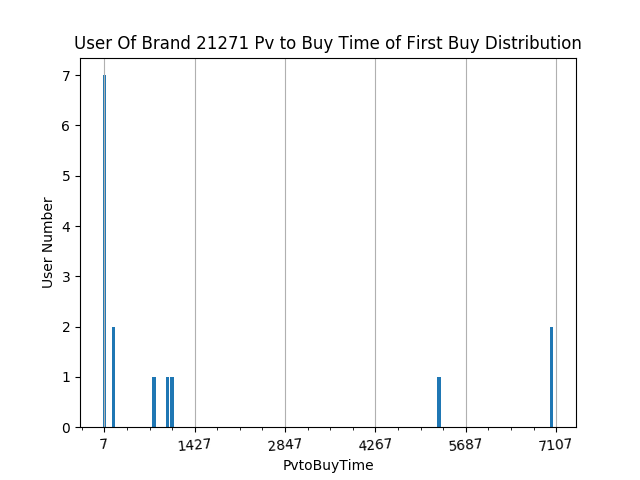 User Of Brand 21271 Pv to Buy Time of First Buy Distribution
7
6
5
4
3
2
1
0
User Number
7 1427 2847 4267 5687 7107
PvtoBuyTime